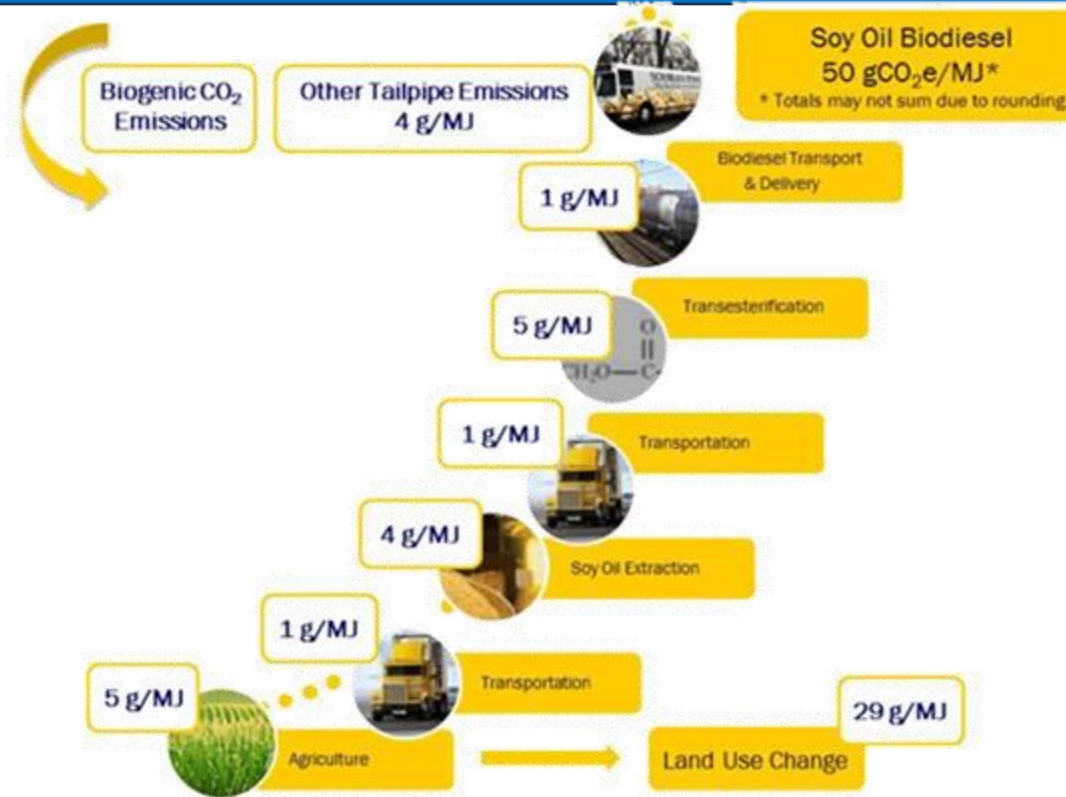 Soy Oil Biodiesel
50 gCO₂e/MJ*
* Totals may not sum due to rounding
Biogenic CO₂
Emissions
Other Tailpipe Emissions
4 g/MJ
Biodiesel Transport
& Delivery
1 g/MJ
Transesterification
5 g/MJ
O
CH₂O—C-
1 g/MJ
Transportation
4 g/MJ
Soy Oil Extraction
1 g/MJ
Transportation
5 g/MJ
29 g/MJ
Agriculture
Land Use Change